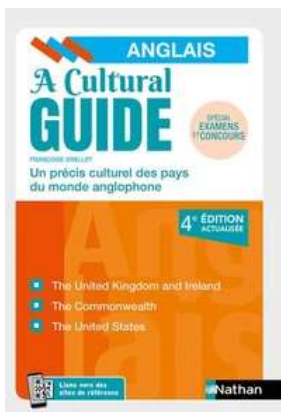 ANGLAIS
A Cultural
GUIDE
SPÉCIAL
EXAMENS
ET CONCOURS
FRANÇOISE GRELLET
Un précis culturel des pays
du monde anglophone
4e ÉDITION
ACTUALISÉE
Anglais
The United Kingdom and Ireland
The Commonwealth
The United States
Liens vers des
sites de référence
Nathan